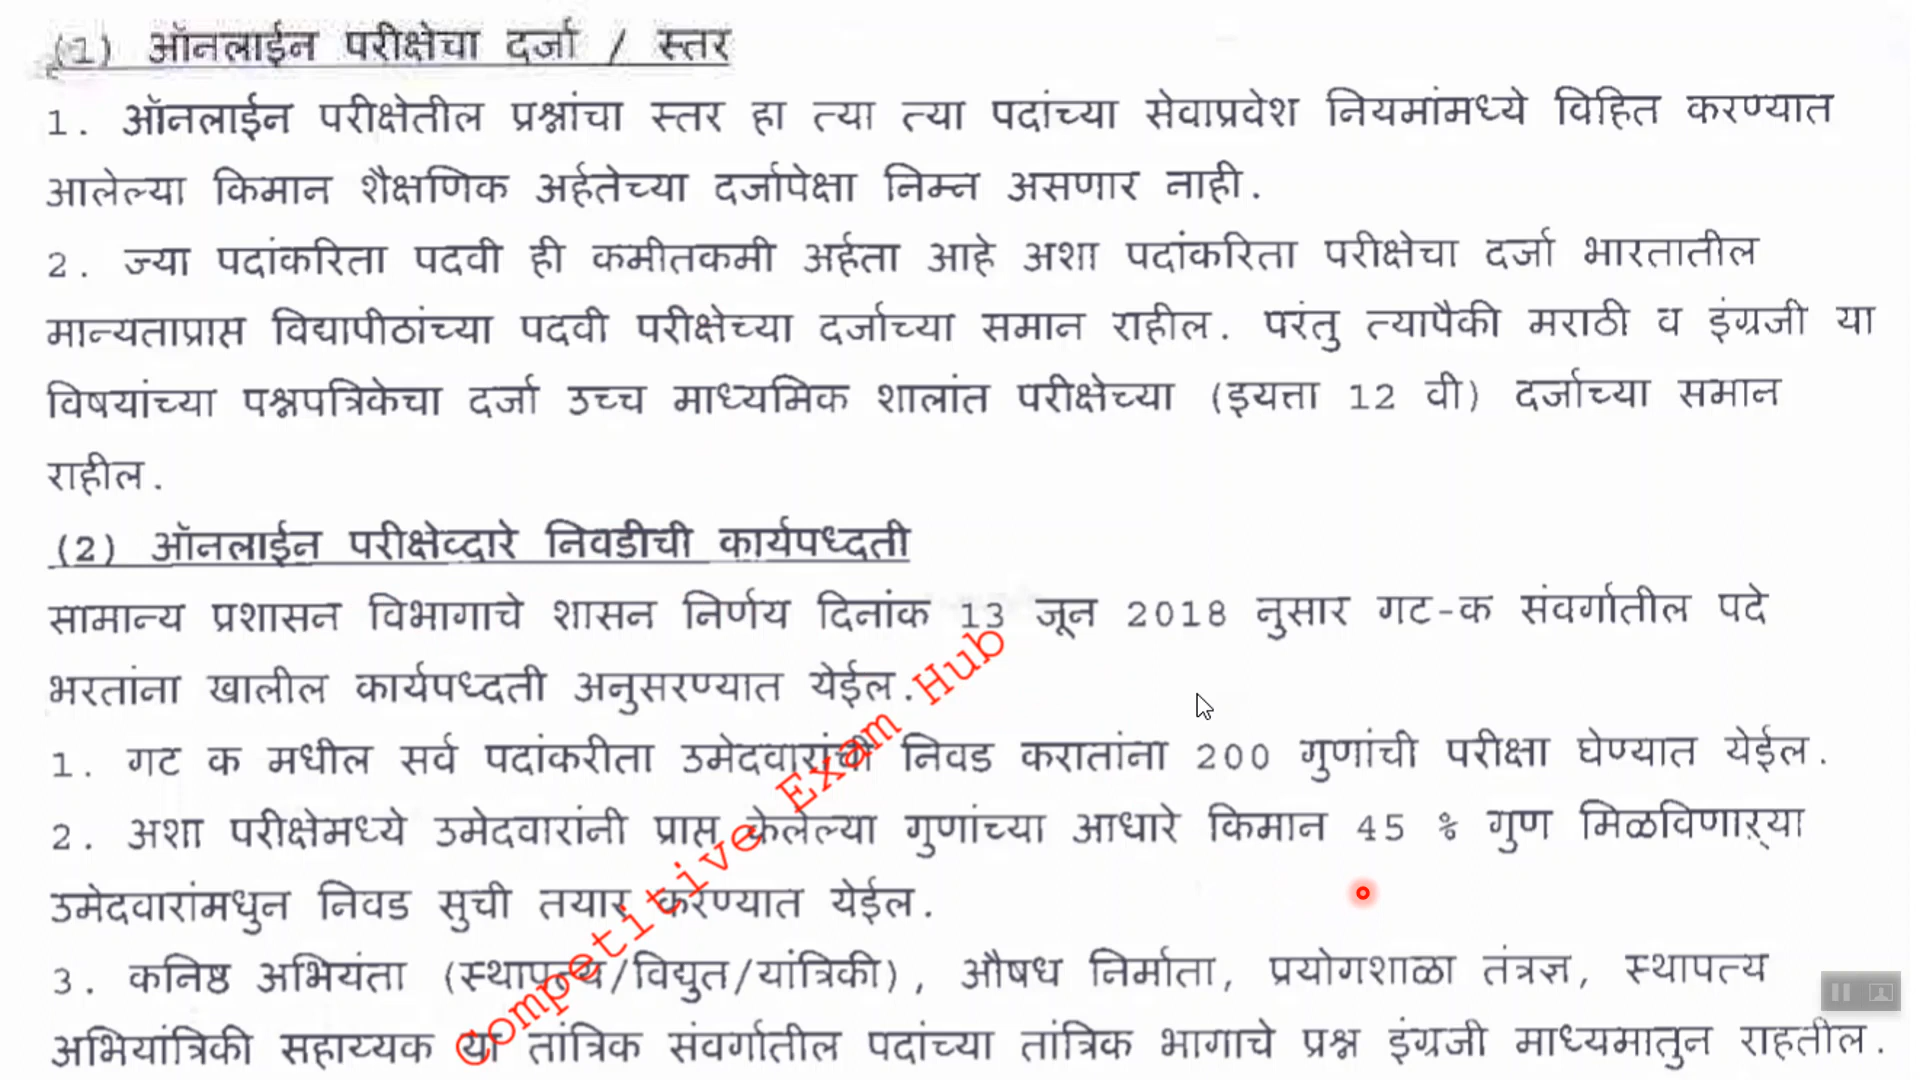 (1) ऑनलाईन परीक्षेचा दर्जा / स्तर
1. ऑनलाईन परीक्षेतील प्रश्नांचा स्तर हा त्या त्या पदांच्या सेवाप्रवेश नियमांमध्ये विहित करण्यात
आलेल्या किमान शैक्षणिक अर्हतेच्या दर्जापेक्षा निम्न असणार नाही.
2. ज्या पदांकरिता पदवी ही कमीतकमी अर्हता आहे अशा पदांकरिता परीक्षेचा दर्जा भारतातील
मान्यताप्राप्त विद्यापीठांच्या पदवी परीक्षेच्या दर्जाच्या समान राहील. परंतु त्यापैकी मराठी व इंग्रजी या
विषयांच्या पश्नपत्रिकेचा दर्जा उच्च माध्यमिक शालांत परीक्षेच्या (इयत्ता 12 वी) दर्जाच्या समान
राहील.
(2) ऑनलाईन परीक्षेव्दारे निवडीची कार्यपध्दती
सामान्य प्रशासन विभागाचे शासन निर्णय दिनांक 13 जून 2018 नुसार गट-क संवर्गातील पदे
भरतांना खालील कार्यपध्दती अनुसरण्यात येईल.
1. गट क मधील सर्व पदांकरीता उमेदवारांची निवड करातांना 200 गुणांची परीक्षा घेण्यात येईल.
2. अशा परीक्षेमध्ये उमेदवारांनी प्राप्त केलेल्या गुणांच्या आधारे किमान 45 % गुण मिळविणाऱ्या
उमेदवारांमधुन निवड सुची तयार करण्यात येईल.
3. कनिष्ठ अभियंता (स्थापत्य/विद्युत/यांत्रिकी), औषध निर्माता, प्रयोगशाळा तंत्रज्ञ, स्थापत्य
अभियांत्रिकी सहाय्यक या तांत्रिक संवर्गातील पदांच्या तांत्रिक भागाचे प्रश्न इंग्रजी माध्यमातुन राहतील.
Competitive Exam Hub